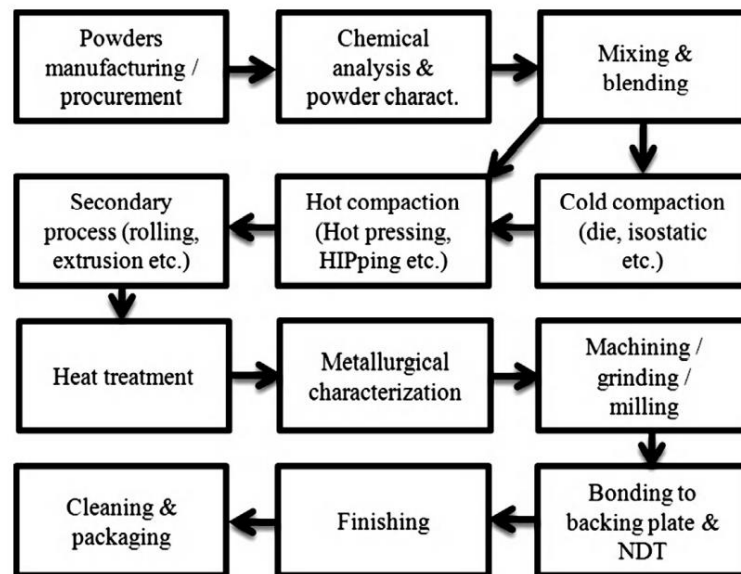 Powders
manufacturing /
procurement
Chemical
analysis &
powder charact.
Mixing &
blending
Secondary
process (rolling,
extrusion etc.)
Hot compaction
(Hot pressing,
HIPping etc.)
Cold compaction
(die, isostatic
etc.)
Heat treatment
Metallurgical
characterization
Machining /
grinding /
milling
Cleaning &
packaging
Finishing
Bonding to
backing plate &
NDT